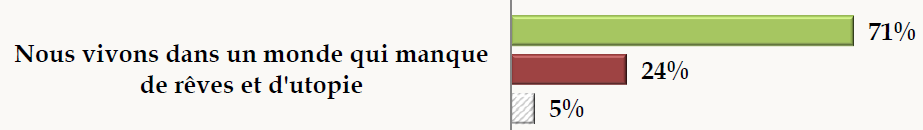 71%
Nous vivons dans un monde qui manque
de rêves et d'utopie
24%
5%